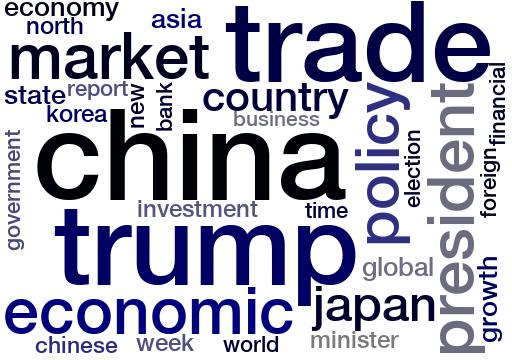 economy
north
asia
trade
market
state
report
new
bank
country
korea
business
financial
china
policy
election
president
foreign
government
investment
time
trump
global
growth
economic
japan
chinese
week
world
minister